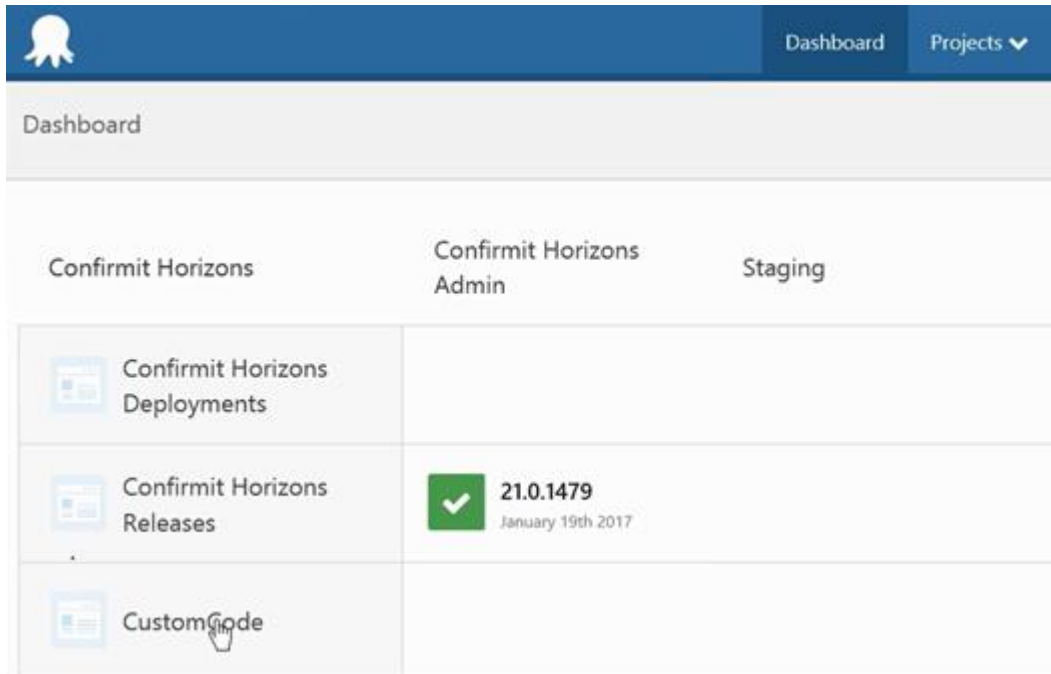 Dashboard Projects
Dashboard
Confirmit Horizons
Confirmit Horizons
Admin
Staging
Confirmit Horizons
Deployments
Confirmit Horizons
Releases
21.0.1479
January 19th 2017
CustomCode